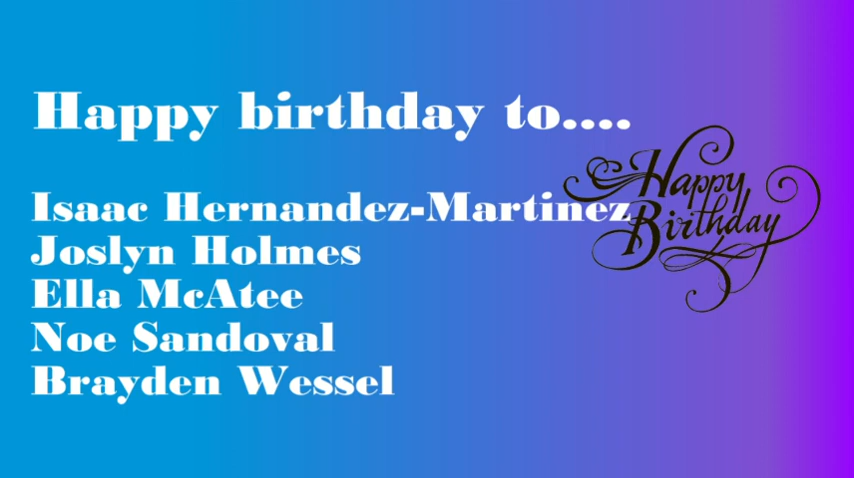 Happy birthday to....
Isaac Hernandez-Martinez
Joslyn Holmes
Ella McAtee
Noe Sandoval
Brayden Wessel
Happy
Birthday